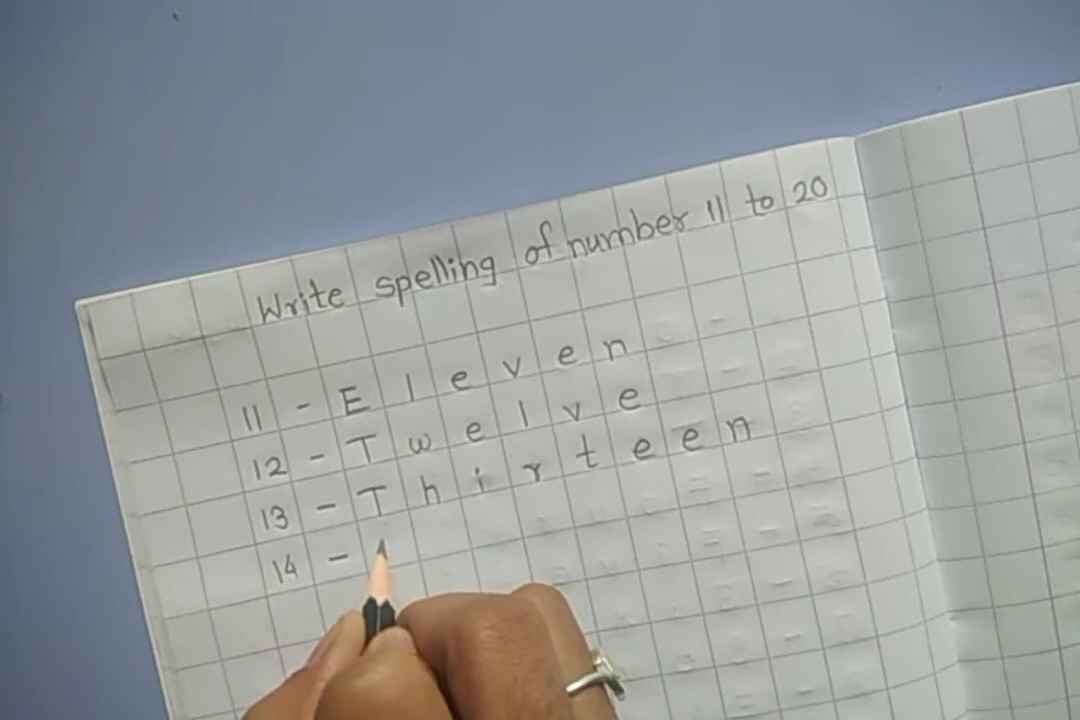 Write spelling of number 11 to 20
11 - Eleven
12 - Twelve
13 - Thirteen
14 -